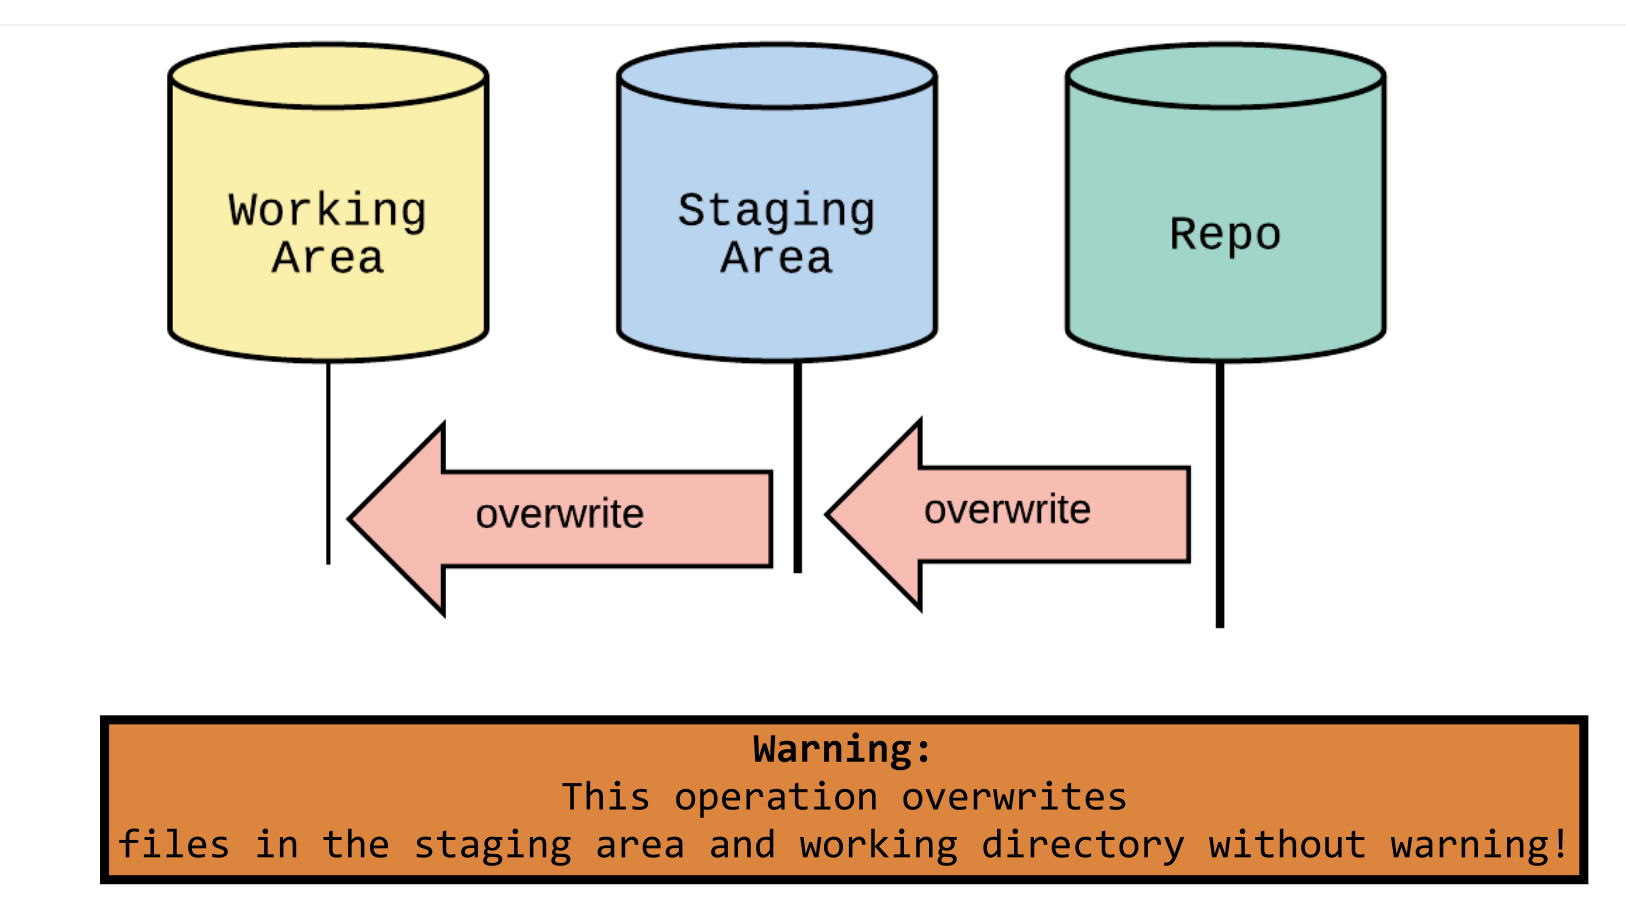 Working
Area
Staging
Area
Repo
overwrite
overwrite
Warning:
This operation overwrites
files in the staging area and working directory without warning!